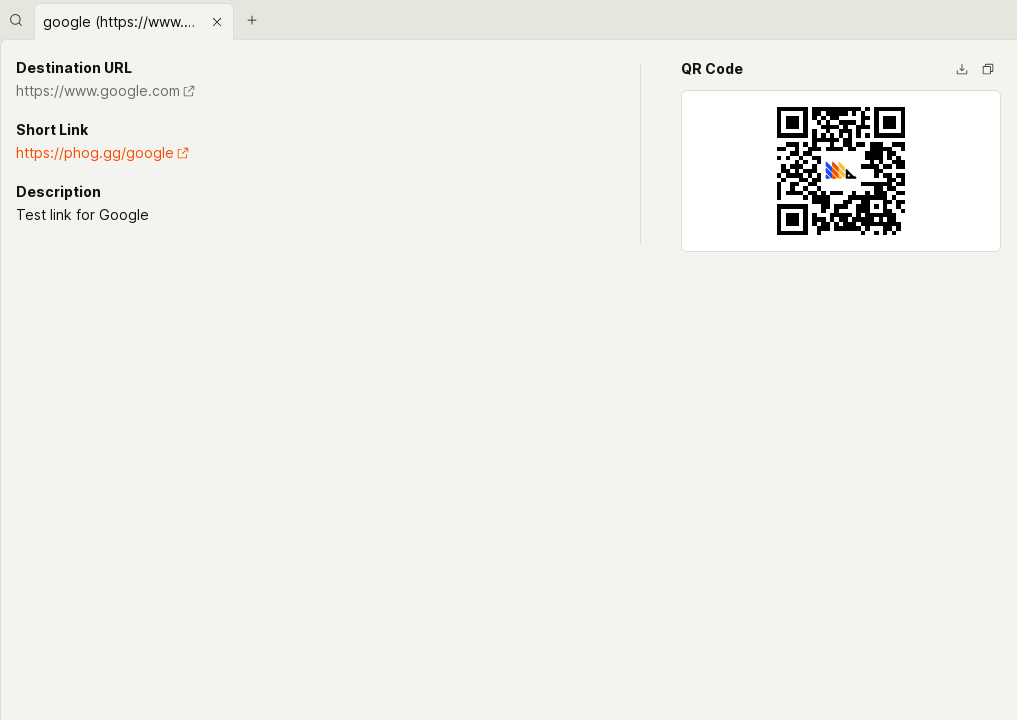 google (https://www....
Destination URL
https://www.google.com
Short Link
https://phog.gg/google
Description
Test link for Google
QR Code